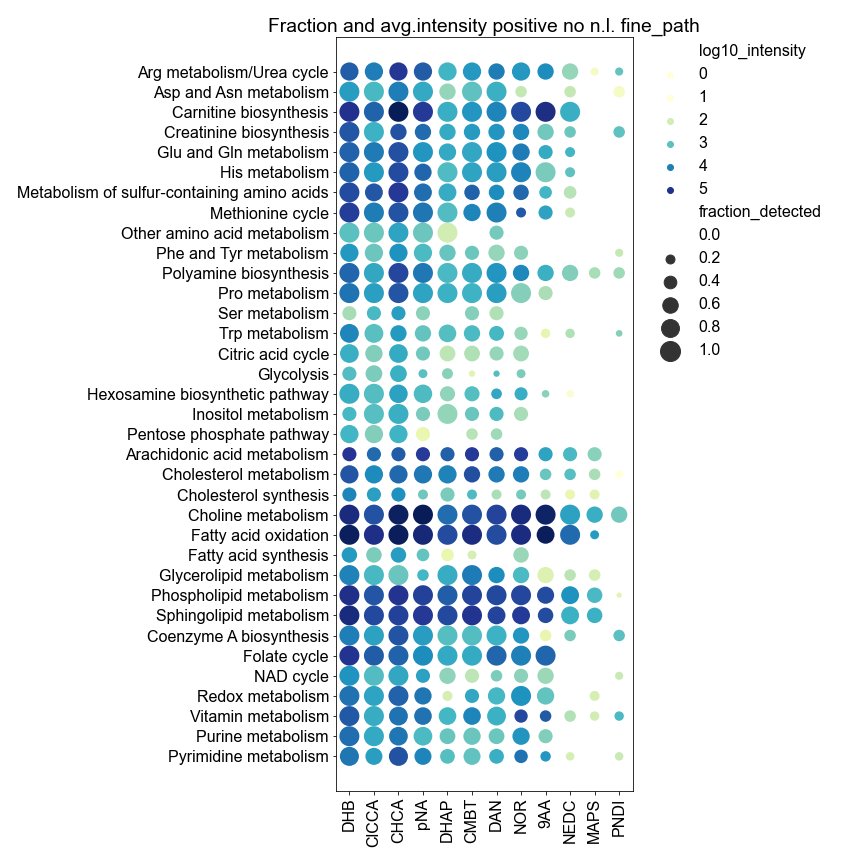 Fraction and avg.intensity positive no n.l. fine_path
Arg metabolism/Urea cycle
Asp and Asn metabolism
Carnitine biosynthesis
Creatinine biosynthesis
Glu and Gln metabolism
His metabolism
Metabolism of sulfur-containing amino acids
Methionine cycle
Other amino acid metabolism
Phe and Tyr metabolism
Polyamine biosynthesis
Pro metabolism
Ser metabolism
Trp metabolism
Citric acid cycle
Glycolysis
Hexosamine biosynthetic pathway
Inositol metabolism
Pentose phosphate pathway
Arachidonic acid metabolism
Cholesterol metabolism
Cholesterol synthesis
Choline metabolism
Fatty acid oxidation
Fatty acid synthesis
Glycerolipid metabolism
Phospholipid metabolism
Sphingolipid metabolism
Coenzyme A biosynthesis
Folate cycle
NAD cycle
Redox metabolism
Vitamin metabolism
Purine metabolism
Pyrimidine metabolism
DHB
ClCCA
CHCA
pNA
DHAP
CMBT
DAN
NOR
9AA
NEDC
MAPS
PNDI
log10_intensity
0
1
2
3
4
5
fraction_detected
0.0
0.2
0.4
0.6
0.8
1.0